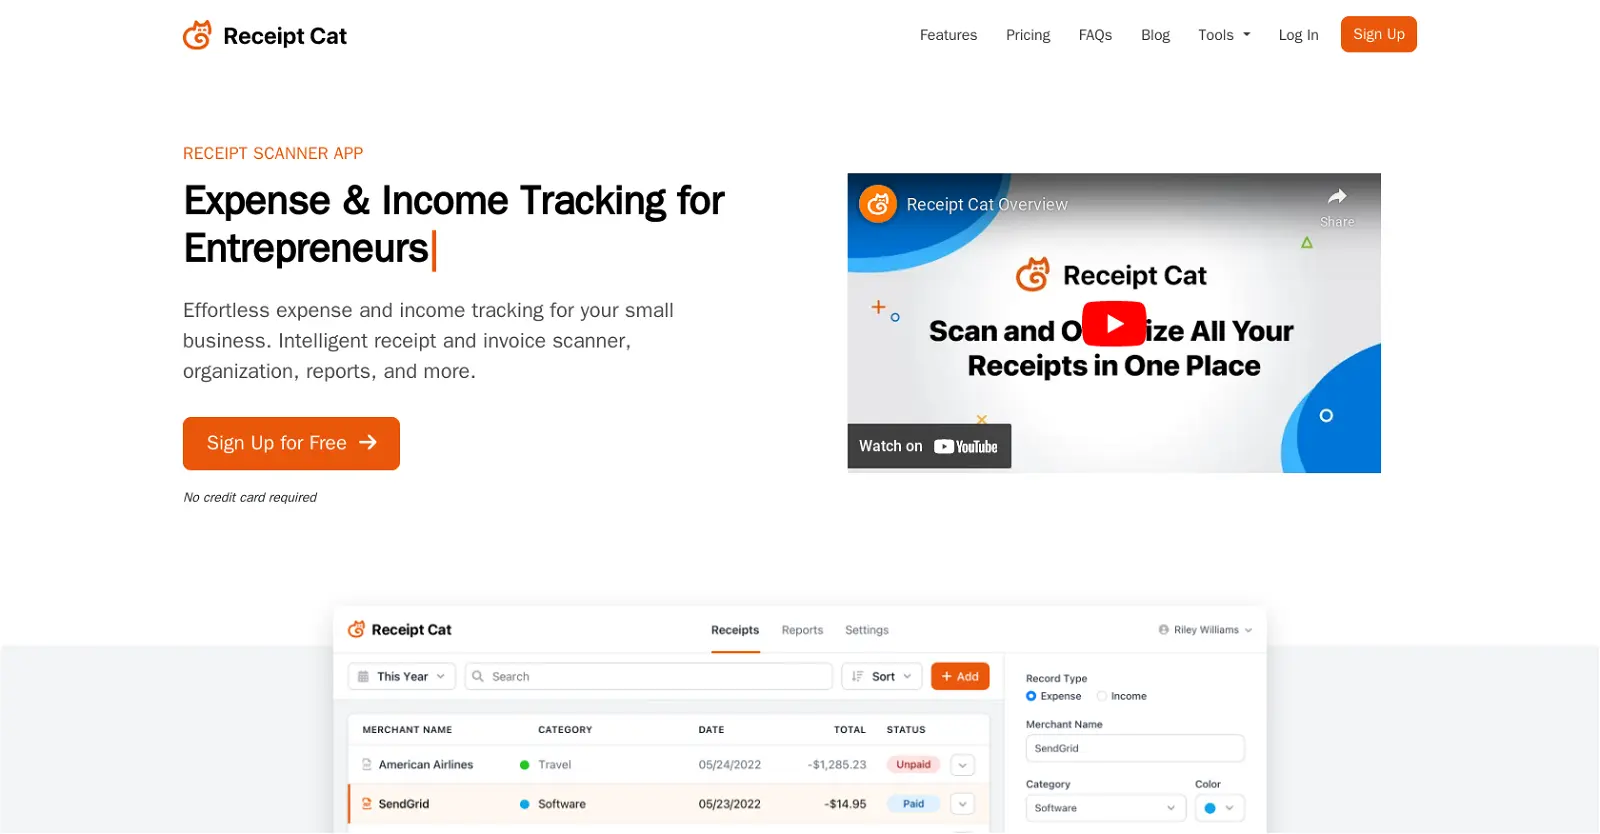 Receipt Cat
Features Pricing FAQs Blog Tools Log In Sign Up
RECEIPT SCANNER APP
Expense & Income Tracking for
Entrepreneurs
Effortless expense and income tracking for your small
business. Intelligent receipt and invoice scanner,
organization, reports, and more.
Sign Up for Free
No credit card required
Receipt Cat Overview
Share
Receipt Cat
Scan and O ize All Your
Receipts in One Place
Watch on YouTube
Receipt Cat
Receipts Reports Settings
Riley Williams
This Year Search Sort + Add
MERCHANT NAME CATEGORY DATE TOTAL STATUS
American Airlines Travel 05/24/2022 -$1,285.23 Unpaid
SendGrid Software 05/23/2022 -$14.95 Paid
Record Type
Expense Income
Merchant Name
SendGrid
Category Color
Software